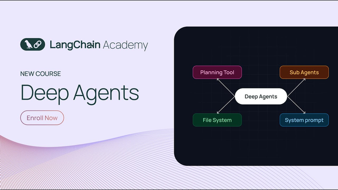 LangChain Academy
NEW COURSE
Deep Agents
Enroll Now
Planning Tool
Sub Agents
Deep Agents
File System
System prompt